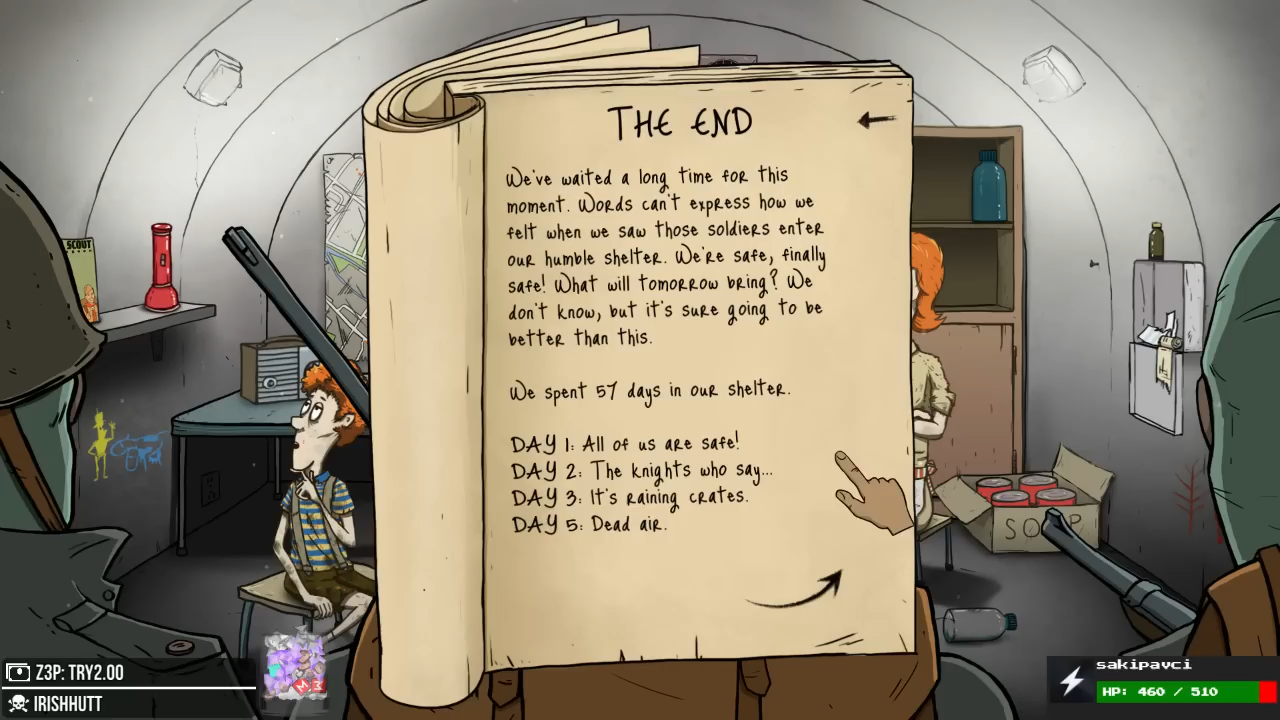 THE END
We've waited a long time for this
moment. Words can't express how we
felt when we saw those soldiers enter
our humble shelter. We're safe, finally
safe! What will tomorrow bring? We
don't know, but it's sure going to be
better than this.
We spent 57 days in our shelter.
DAY 1: All of us are safe!
DAY 2: The knights who say...
DAY 3: It's raining crates.
DAY 5: Dead air.
SCOUT
SOUP
Z3P: TRY2.00
IRISHHUTT
sakipavci
HP: 460 / 510